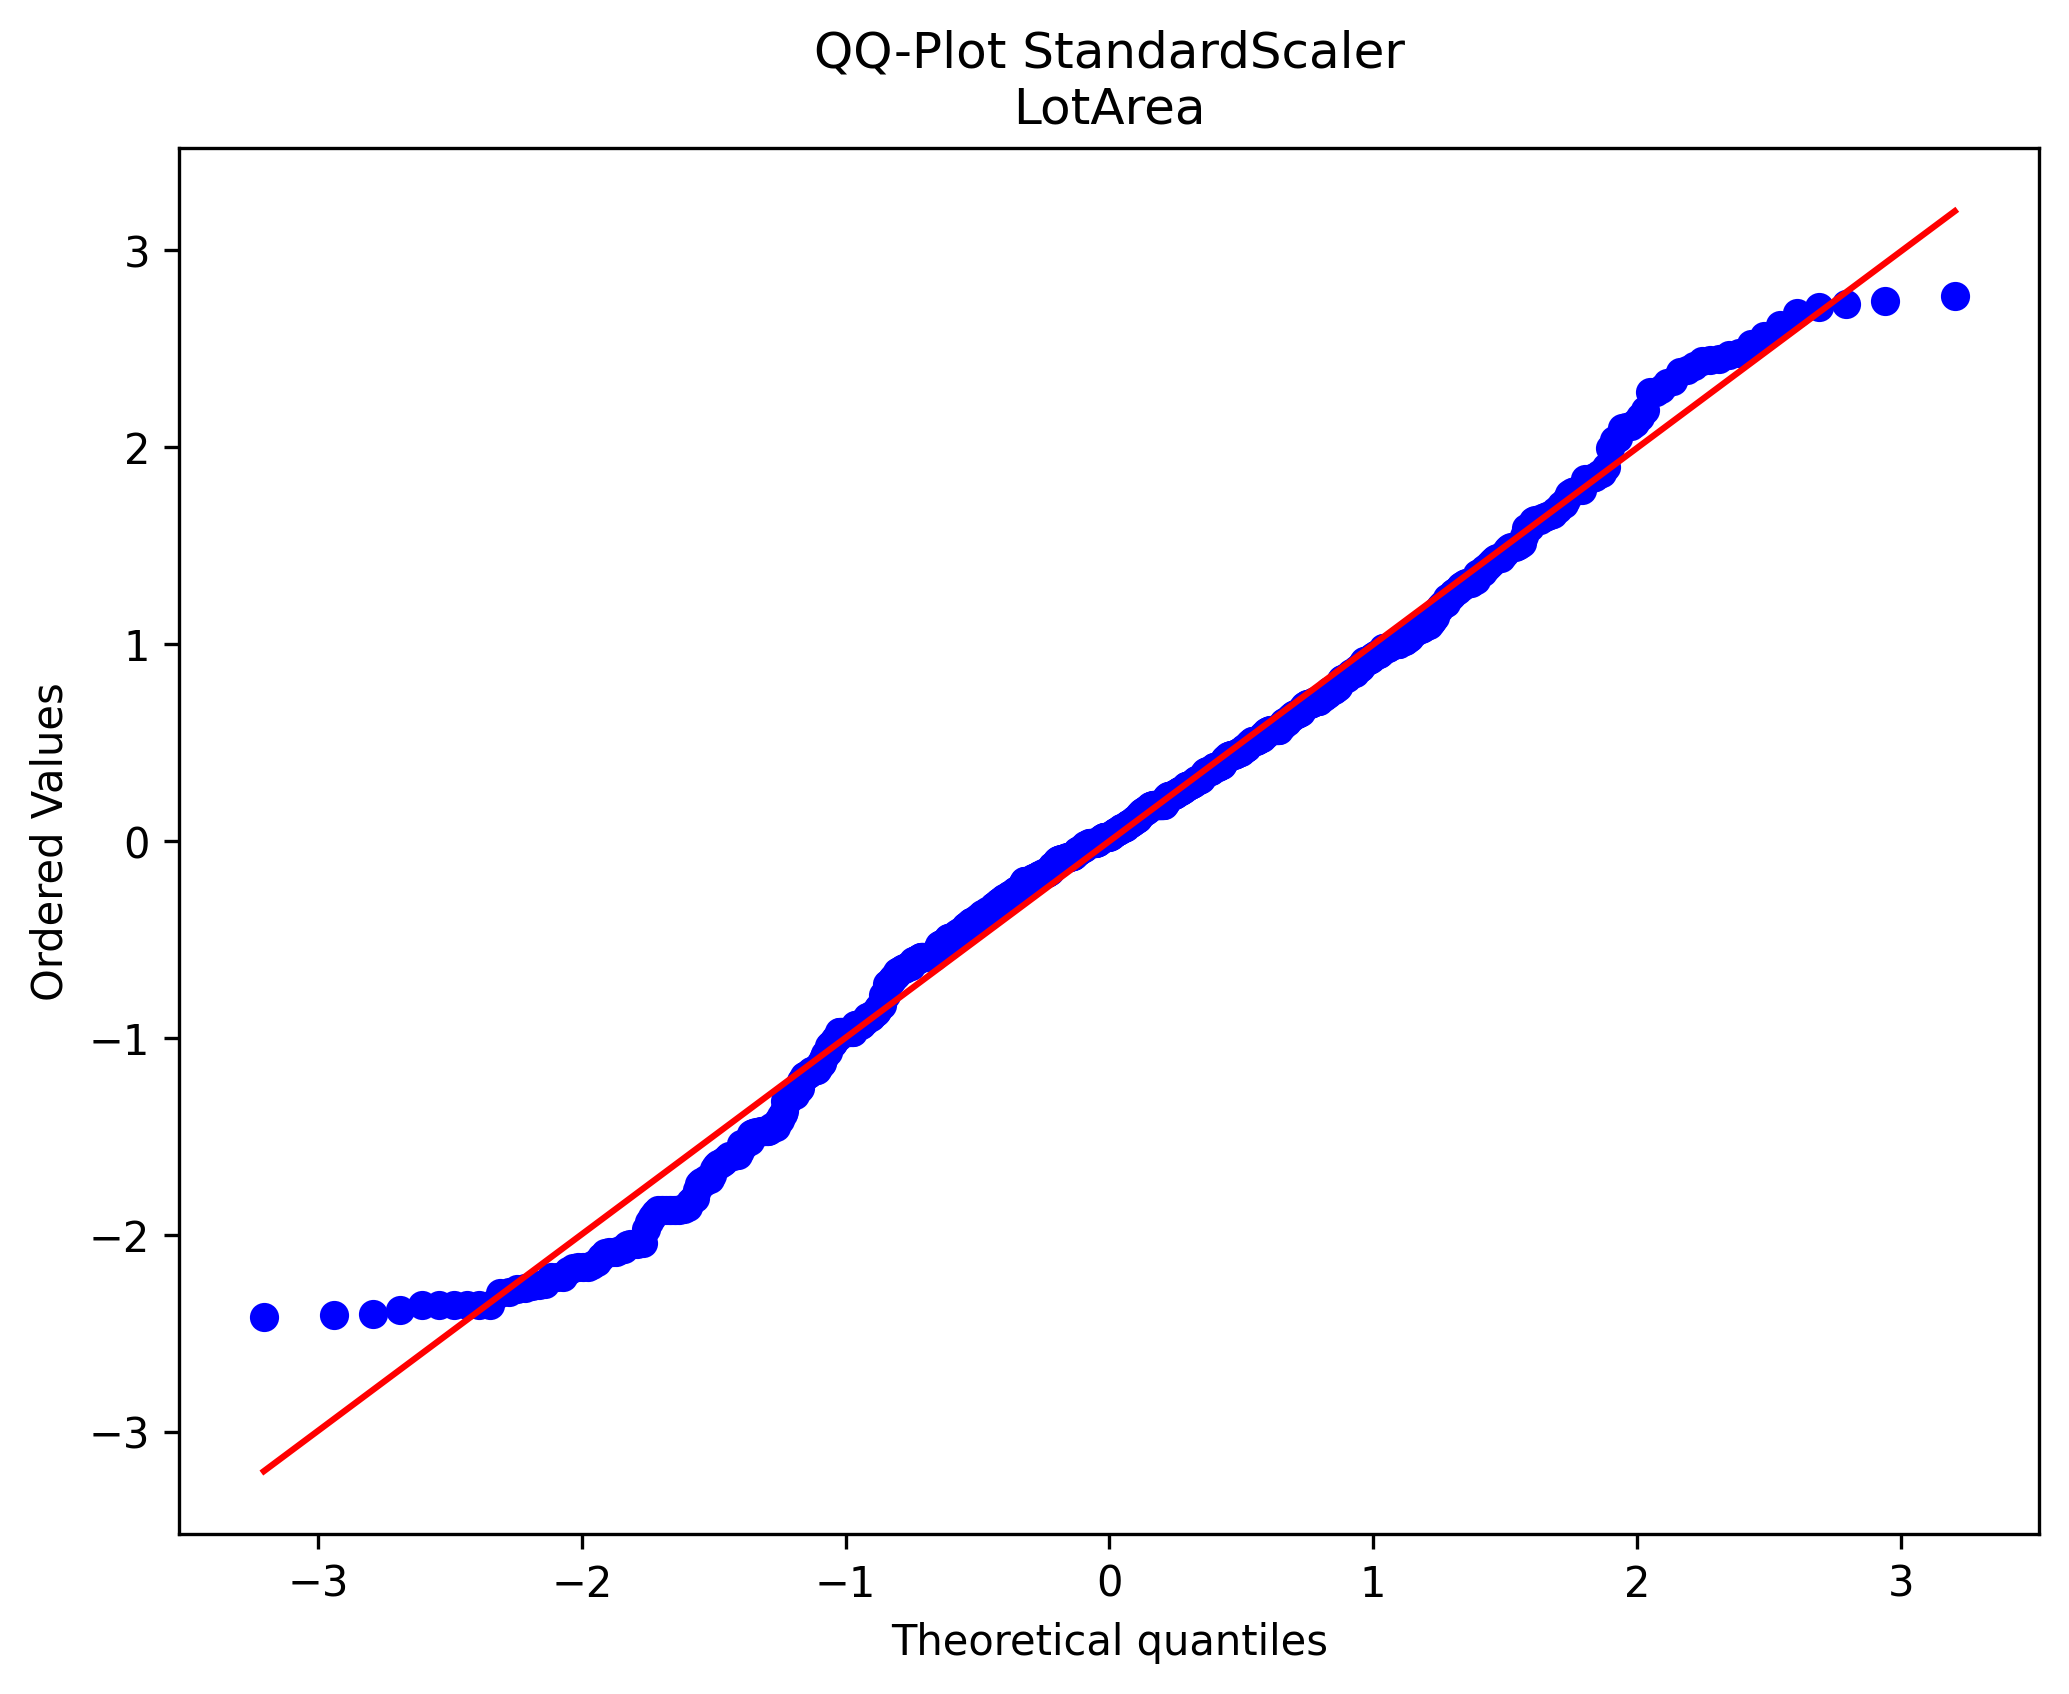 QQ-Plot StandardScaler
LotArea
3
2
1
0
−1
−2
−3
Ordered Values
−3 −2 −1 0 1 2 3
Theoretical quantiles